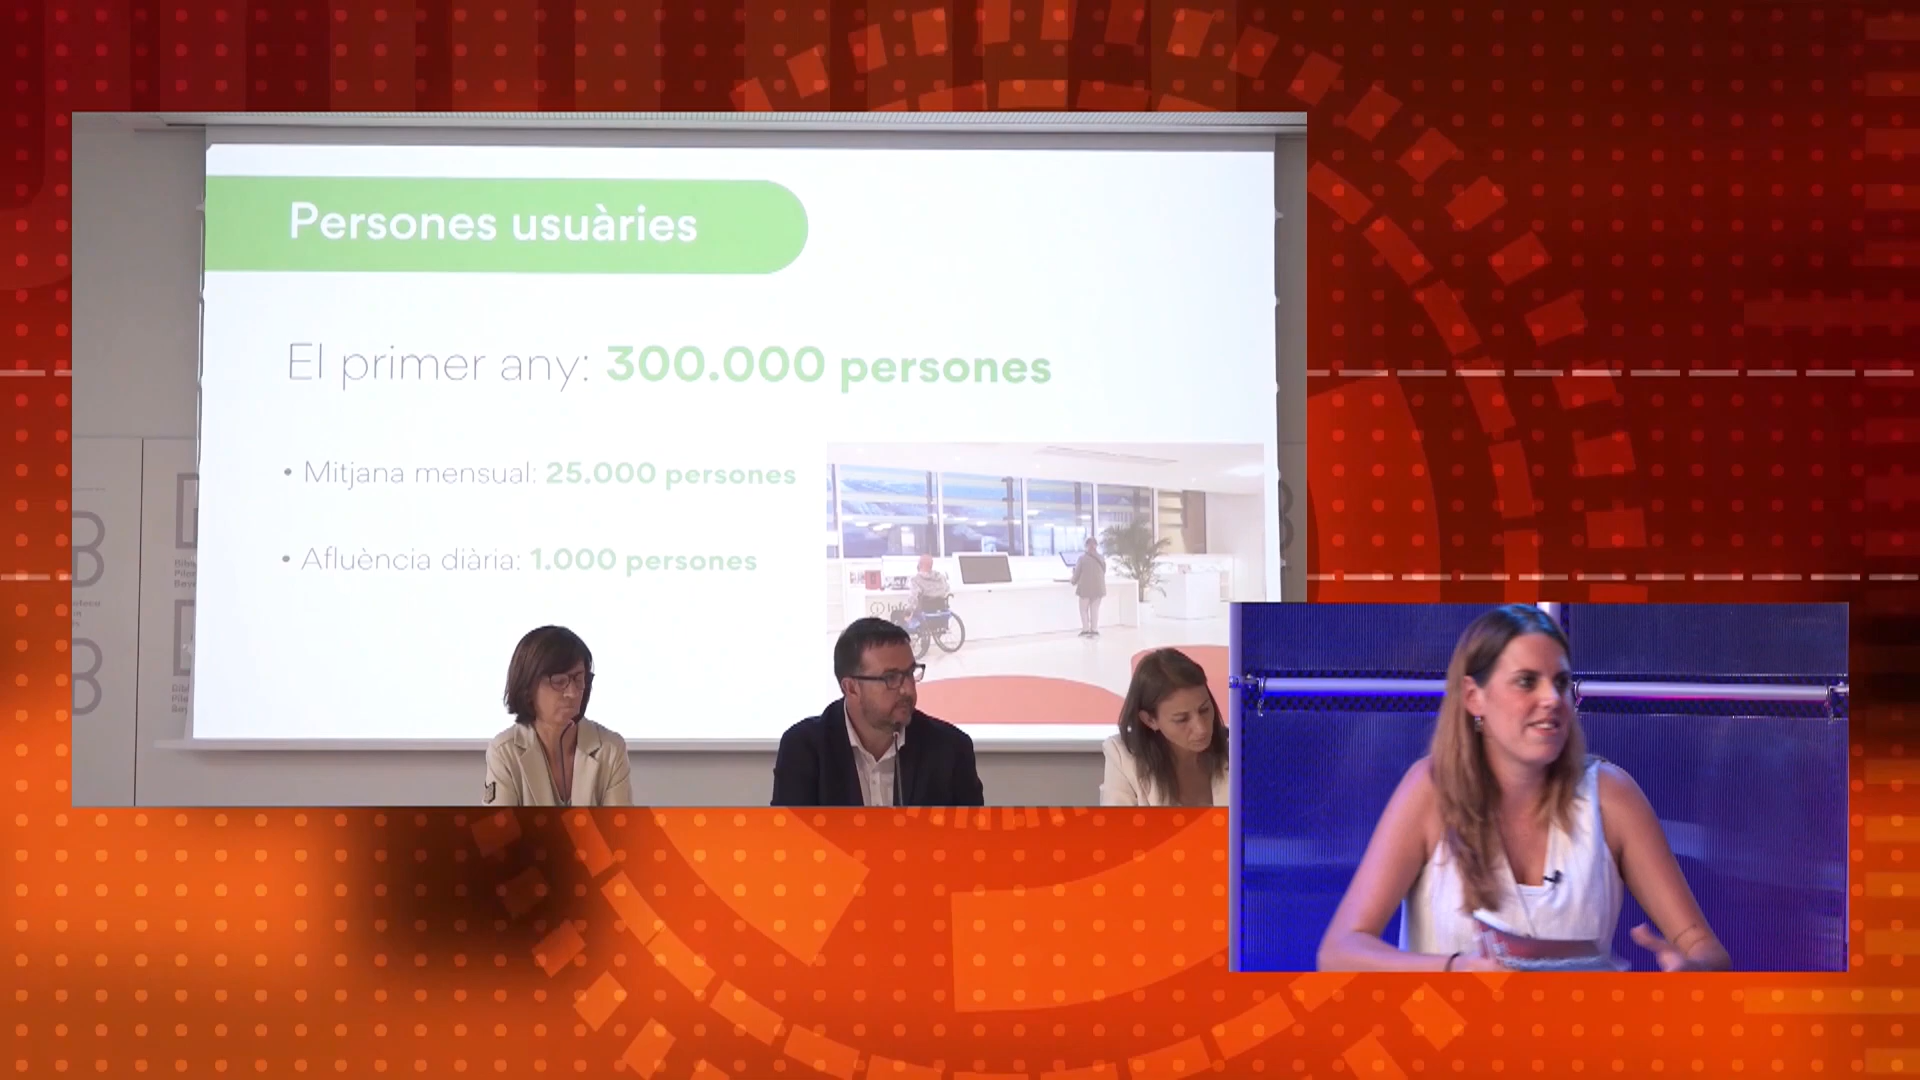 Persones usuàries
El primer any: 300.000 persones
• Mitjana mensual: 25.000 persones
• Afluència diària: 1.000 persones